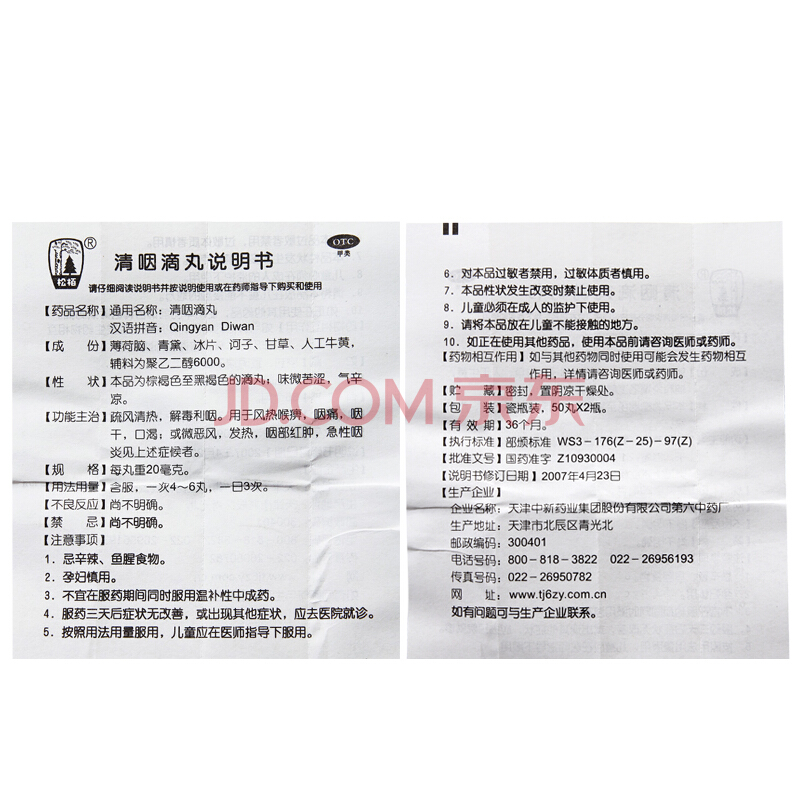 松栢
®
OTC
甲类
清咽滴丸说明书
请仔细阅读说明书并按说明使用或在药师指导下购买和使用
【药品名称】通用名称：清咽滴丸
汉语拼音：Qingyan Diwan
【成 份】薄荷脑、青黛、冰片、诃子、甘草、人工牛黄，
辅料为聚乙二醇6000。
【性 状】本品为棕褐色至黑褐色的滴丸；味微苦涩，气辛
凉。
【功能主治】疏风清热，解毒利咽。用于风热喉痹，咽痛，咽
干，口渴；或微恶风，发热，咽部红肿，急性咽
炎见上述症候者。
【规 格】每丸重20毫克。
【用法用量】含服，一次4～6丸，一日3次。
【不良反应】尚不明确。
【禁 忌】尚不明确。
【注意事项】
1．忌辛辣、鱼腥食物。
2．孕妇慎用。
3．不宜在服药期间同时服用温补性中成药。
4．服药三天后症状无改善，或出现其他症状，应去医院就诊。
5．按照用法用量服用，儿童应在医师指导下服用。
6．对本品过敏者禁用，过敏体质者慎用。
7．本品性状发生改变时禁止使用。
8．儿童必须在成人的监护下使用。
9．请将本品放在儿童不能接触的地方。
10．如正在使用其他药品，使用本品前请咨询医师或药师。
【药物相互作用】如与其他药物同时使用可能会发生药物相互
作用，详情请咨询医师或药师。
【贮 藏】密封，置阴凉干燥处。
【包 装】瓷瓶装，50丸X2瓶。
【有 效 期】36个月。
【执行标准】部颁标准 WS3-176(Z-25)-97(Z)
【批准文号】国药准字 Z10930004
【说明书修订日期】2007年4月23日
【生产企业】
企业名称：天津中新药业集团股份有限公司第六中药厂
生产地址：天津市北辰区青光北
邮政编码：300401
电话号码：800-818-3822 022-26956193
传真号码：022-26950782
网 址：www.tj6zy.com.cn
如有问题可与生产企业联系。
JD.COM 京东